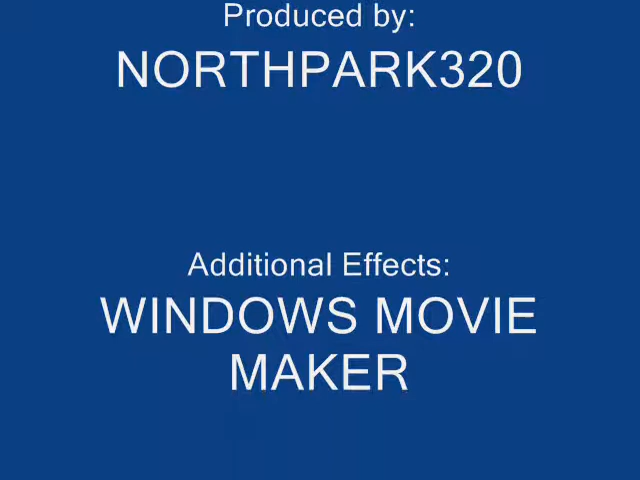 Produced by:
NORTHPARK320
Additional Effects:
WINDOWS MOVIE
MAKER